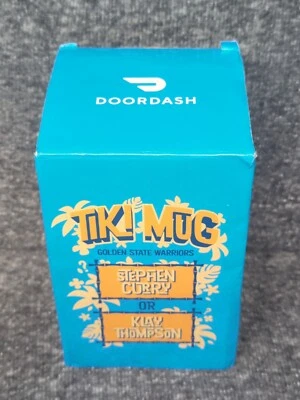 DOORDASH
TIKI MUG
GOLDEN STATE WARRIORS
STEPHEN
CURRY
OR
KLAY
THOMPSON